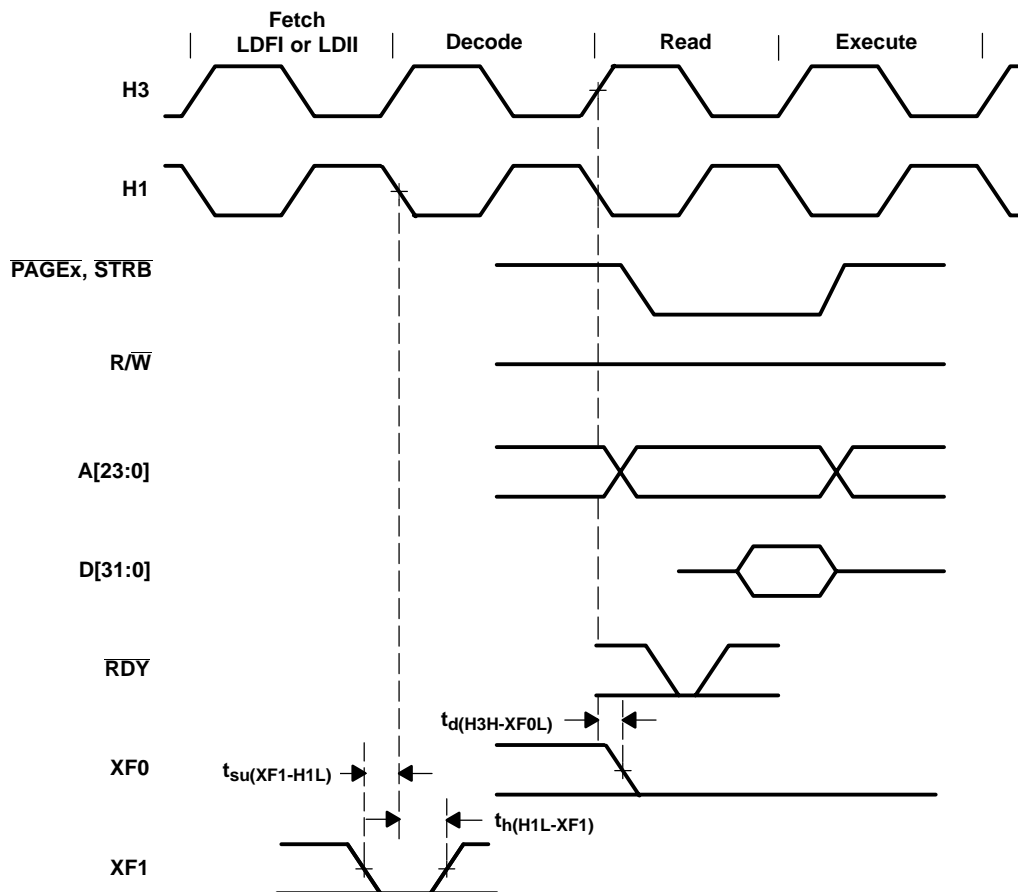 Fetch
LDFI or LDII
Decode
Read
Execute
H3
H1
PAGEx, STRB
R/W
A[23:0]
D[31:0]
RDY
td(H3H-XF0L)
XF0
tsu(XF1-H1L)
th(H1L-XF1)
XF1